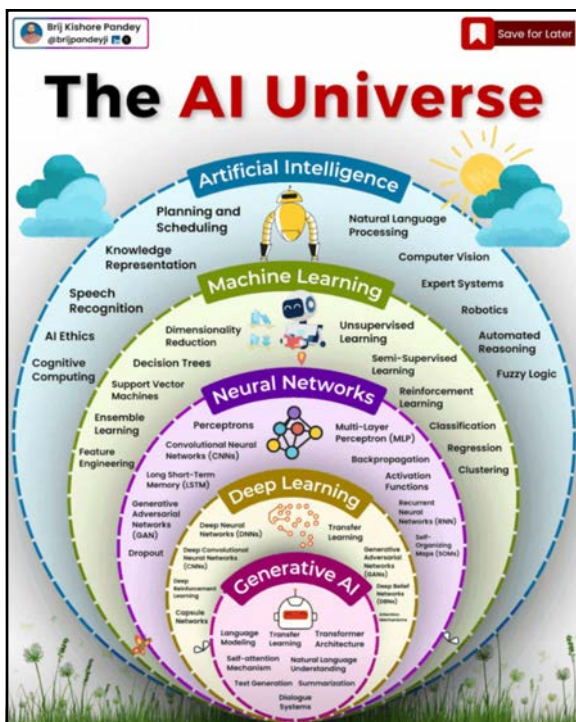 Brij Kishore Pandey
@brijpandeyji
Save for Later
The AI Universe
Artificial Intelligence
Planning and
Scheduling
Natural Language
Processing
Knowledge
Representation
Computer Vision
Expert Systems
Speech
Recognition
Robotics
AI Ethics
Automated
Reasoning
Cognitive
Computing
Fuzzy Logic
Machine Learning
Dimensionality
Reduction
Unsupervised
Learning
Decision Trees
Semi-Supervised
Learning
Support Vector
Machines
Reinforcement
Learning
Ensemble
Learning
Classification
Feature
Engineering
Regression
Clustering
Neural Networks
Perceptrons
Multi-Layer
Perceptron (MLP)
Convolutional Neural
Networks (CNNs)
Backpropagation
Long Short-Term
Memory (LSTM)
Activation
Functions
Generative
Adversarial
Networks
(GAN)
Recurrent
Neural
Networks (RNN)
Dropout
Self-
Organizing
Maps (SOMs)
Deep Learning
Deep Neural
Networks (DNNs)
Transfer
Learning
Deep Convolutional
Neural Networks
(CNNs)
Generative
Adversarial
Networks
(GANs)
Deep
Reinforcement
Learning
Deep Belief
Networks
(DBNs)
Capsule
Networks
Attention
Mechanisms
Generative AI
Language
Modeling
Transfer
Learning
Transformer
Architecture
Self-attention
Mechanism
Natural Language
Understanding
Text Generation
Summarization
Dialogue
Systems